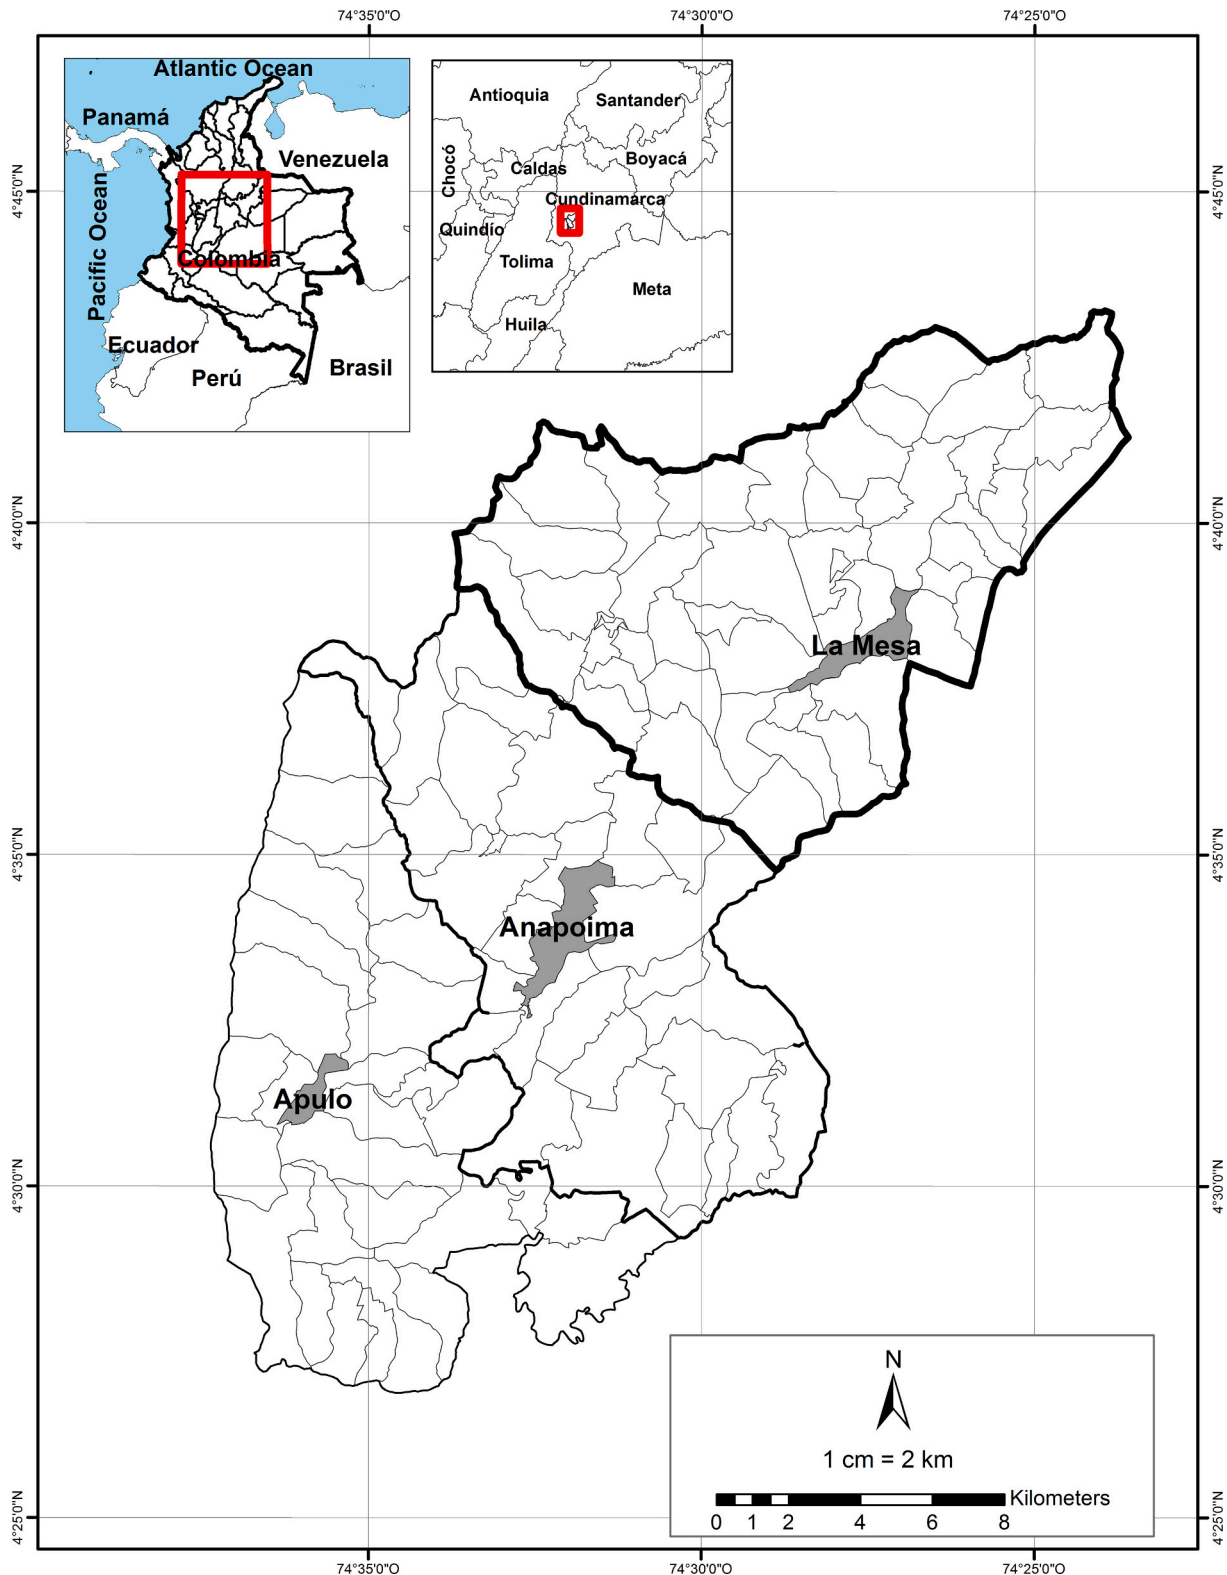 74°35'0"O
74°30'0"O
74°25'0"O
Atlantic Ocean
Panamá
Venezuela
Pacific Ocean
Colombia
Ecuador
Perú
Brasil
Antioquia
Santander
Chocó
Caldas
Boyacá
Cundinamarca
Quindío
Tolima
Meta
Huila
4°45'0"N
4°45'0"N
4°40'0"N
4°40'0"N
La Mesa
4°35'0"N
4°35'0"N
Anapoima
Apulo
4°30'0"N
4°30'0"N
N
1 cm = 2 km
Kilometers
0 1 2 4 6 8
4°25'0"N
4°25'0"N
74°35'0"O
74°30'0"O
74°25'0"O